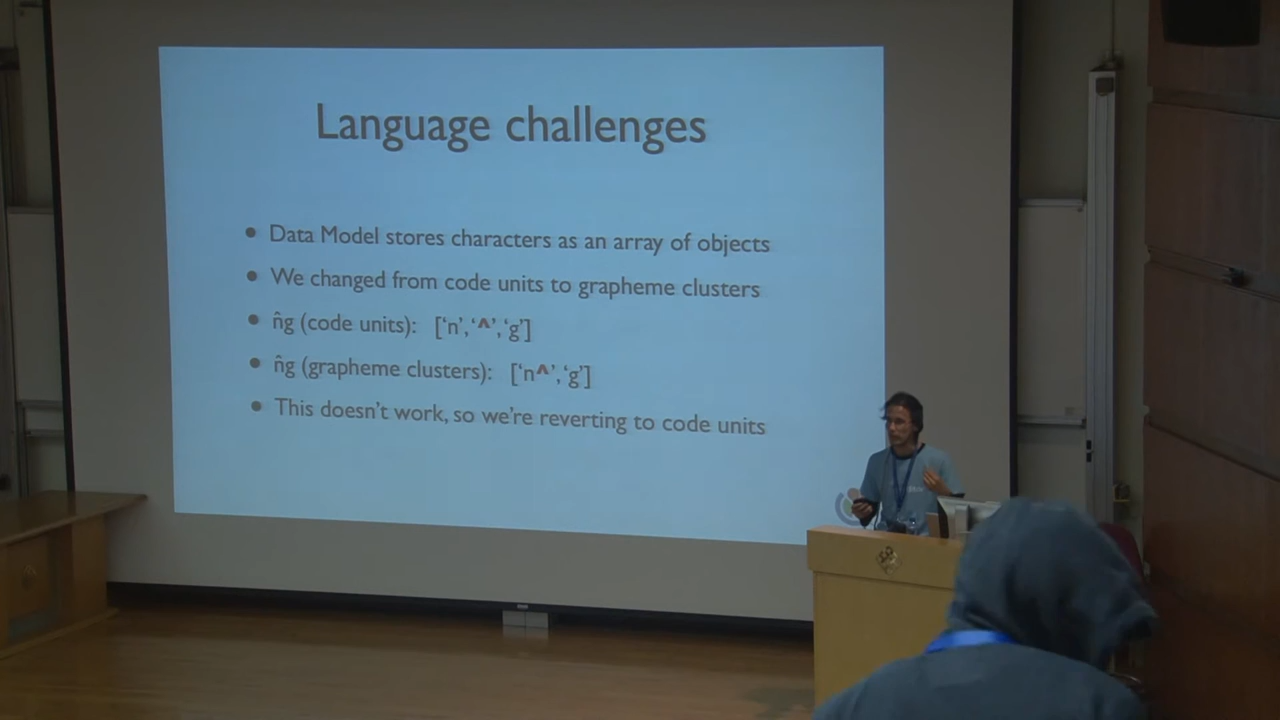 Language challenges
• Data Model stores characters as an array of objects
• We changed from code units to grapheme clusters
• n̂g (code units): [‘n’,‘^’,‘g’]
• n̂g (grapheme clusters): [‘n^’,‘g’]
• This doesn’t work, so we’re reverting to code units